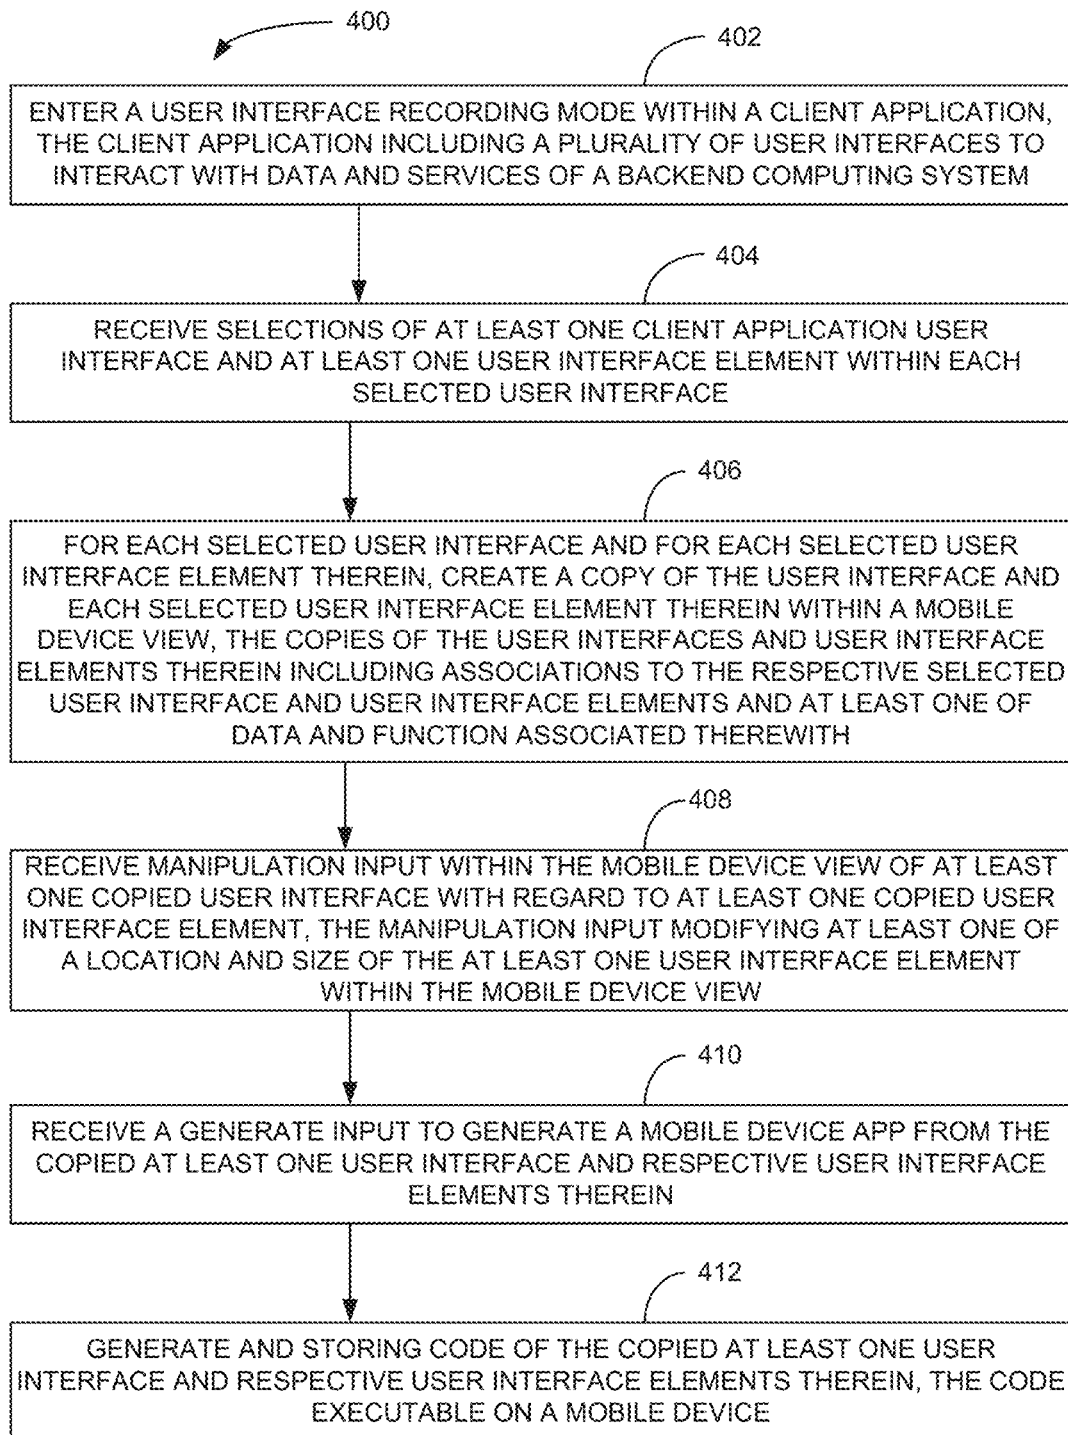 400
402
ENTER A USER INTERFACE RECORDING MODE WITHIN A CLIENT APPLICATION,
THE CLIENT APPLICATION INCLUDING A PLURALITY OF USER INTERFACES TO
INTERACT WITH DATA AND SERVICES OF A BACKEND COMPUTING SYSTEM
404
RECEIVE SELECTIONS OF AT LEAST ONE CLIENT APPLICATION USER
INTERFACE AND AT LEAST ONE USER INTERFACE ELEMENT WITHIN EACH
SELECTED USER INTERFACE
406
FOR EACH SELECTED USER INTERFACE AND FOR EACH SELECTED USER
INTERFACE ELEMENT THEREIN, CREATE A COPY OF THE USER INTERFACE AND
EACH SELECTED USER INTERFACE ELEMENT THEREIN WITHIN A MOBILE
DEVICE VIEW, THE COPIES OF THE USER INTERFACES AND USER INTERFACE
ELEMENTS THEREIN INCLUDING ASSOCIATIONS TO THE RESPECTIVE SELECTED
USER INTERFACE AND USER INTERFACE ELEMENTS AND AT LEAST ONE OF
DATA AND FUNCTION ASSOCIATED THEREWITH
408
RECEIVE MANIPULATION INPUT WITHIN THE MOBILE DEVICE VIEW OF AT LEAST
ONE COPIED USER INTERFACE WITH REGARD TO AT LEAST ONE COPIED USER
INTERFACE ELEMENT, THE MANIPULATION INPUT MODIFYING AT LEAST ONE OF
A LOCATION AND SIZE OF THE AT LEAST ONE USER INTERFACE ELEMENT
WITHIN THE MOBILE DEVICE VIEW
410
RECEIVE A GENERATE INPUT TO GENERATE A MOBILE DEVICE APP FROM THE
COPIED AT LEAST ONE USER INTERFACE AND RESPECTIVE USER INTERFACE
ELEMENTS THEREIN
412
GENERATE AND STORING CODE OF THE COPIED AT LEAST ONE USER
INTERFACE AND RESPECTIVE USER INTERFACE ELEMENTS THEREIN, THE CODE
EXECUTABLE ON A MOBILE DEVICE